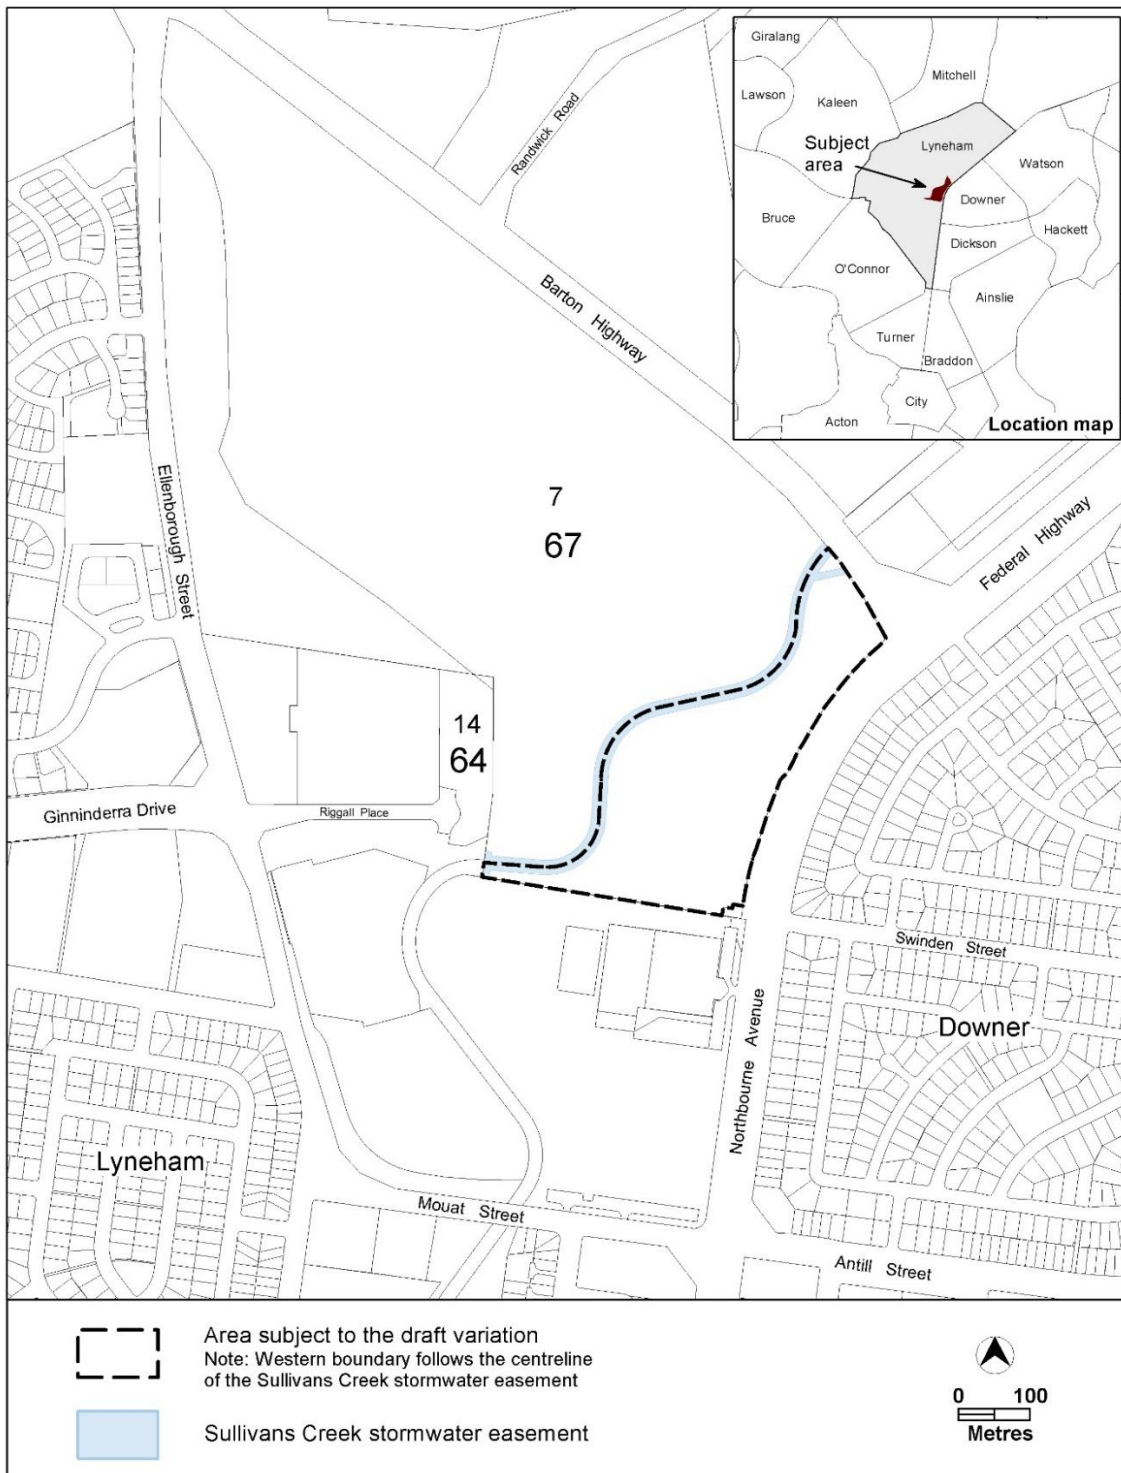 Giralang
Mitchell
Lawson
Kaleen
Lyneham
Subject
area
Watson
Downer
Bruce
Hackett
Dickson
O'Connor
Ainslie
Turner
Braddon
City
Acton
Location map
Randwick Road
Barton Highway
Federal Highway
Ellenborough Street
7
67
14
64
Ginninderra Drive
Riggall Place
Swinden Street
Northbourne Avenue
Downer
Lyneham
Mouat Street
Antill Street
Area subject to the draft variation
Note: Western boundary follows the centreline
of the Sullivans Creek stormwater easement
Sullivans Creek stormwater easement
0 100
Metres